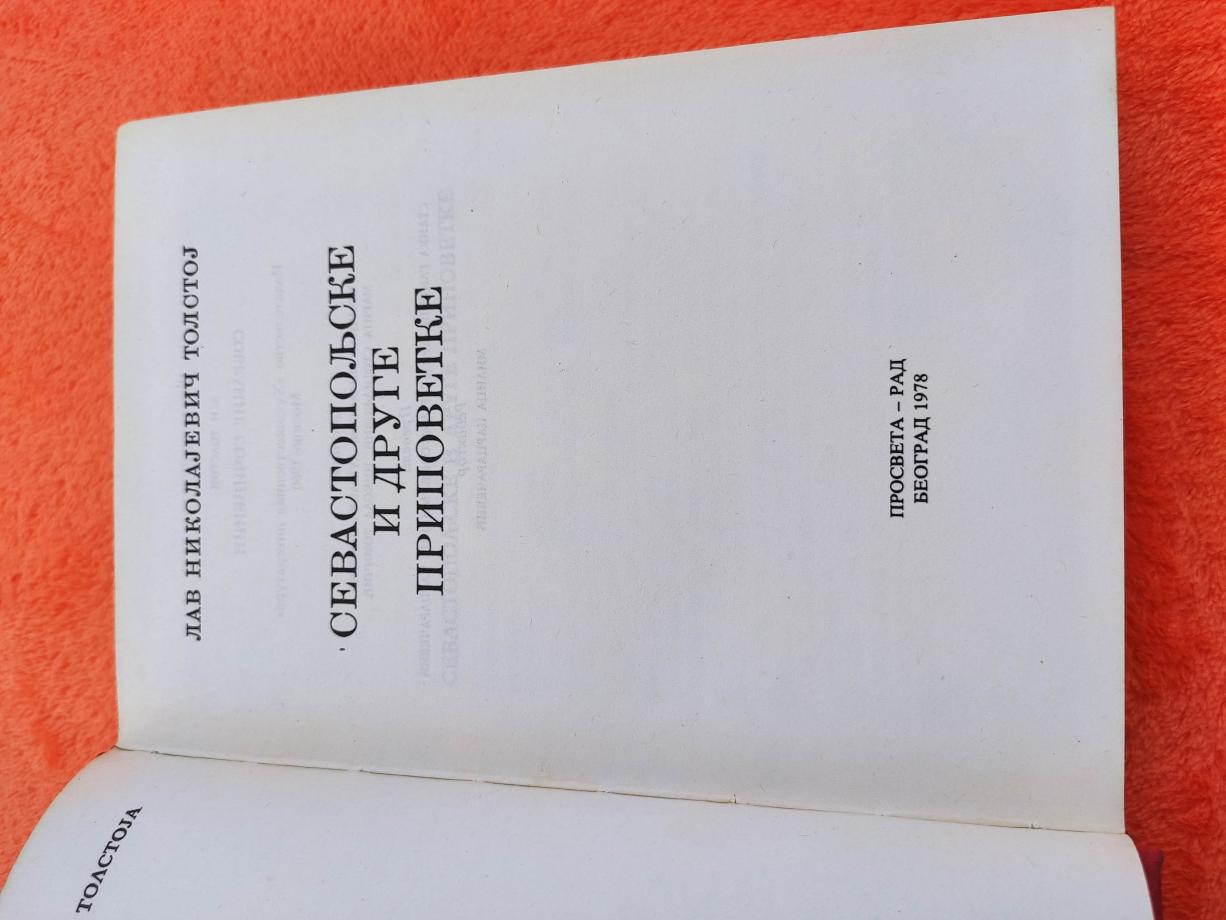 ТОЛСТОЈА
ЛАВ НИКОЛАЈЕВИЧ ТОЛСТОЈ
СЕВАСТОПОЉСКЕ
И ДРУГЕ
ПРИПОВЕТКЕ
ПРОСВЕТА – РАД
БЕОГРАД 1978